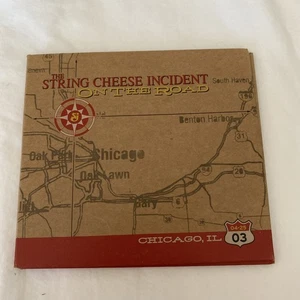 THE
STRING CHEESE INCIDENT
ON THE ROAD
South Haven
Benton Harbor
Oak Park
Chicago
Oak Lawn
Gary
CHICAGO, IL
04-25
03